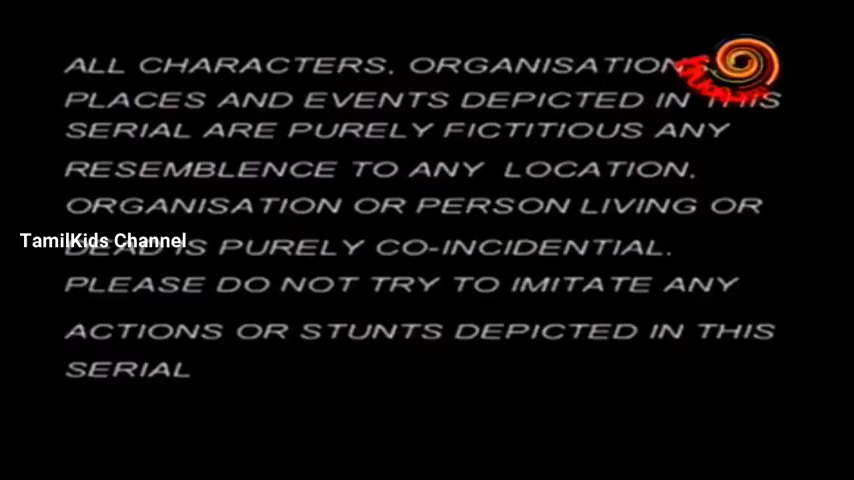 ALL CHARACTERS, ORGANISATIONS,
PLACES AND EVENTS DEPICTED IN THIS
SERIAL ARE PURELY FICTITIOUS ANY
RESEMBLENCE TO ANY LOCATION,
ORGANISATION OR PERSON LIVING OR
TamilKids Channel
DEAD IS PURELY CO-INCIDENTIAL.
PLEASE DO NOT TRY TO IMITATE ANY
ACTIONS OR STUNTS DEPICTED IN THIS
SERIAL